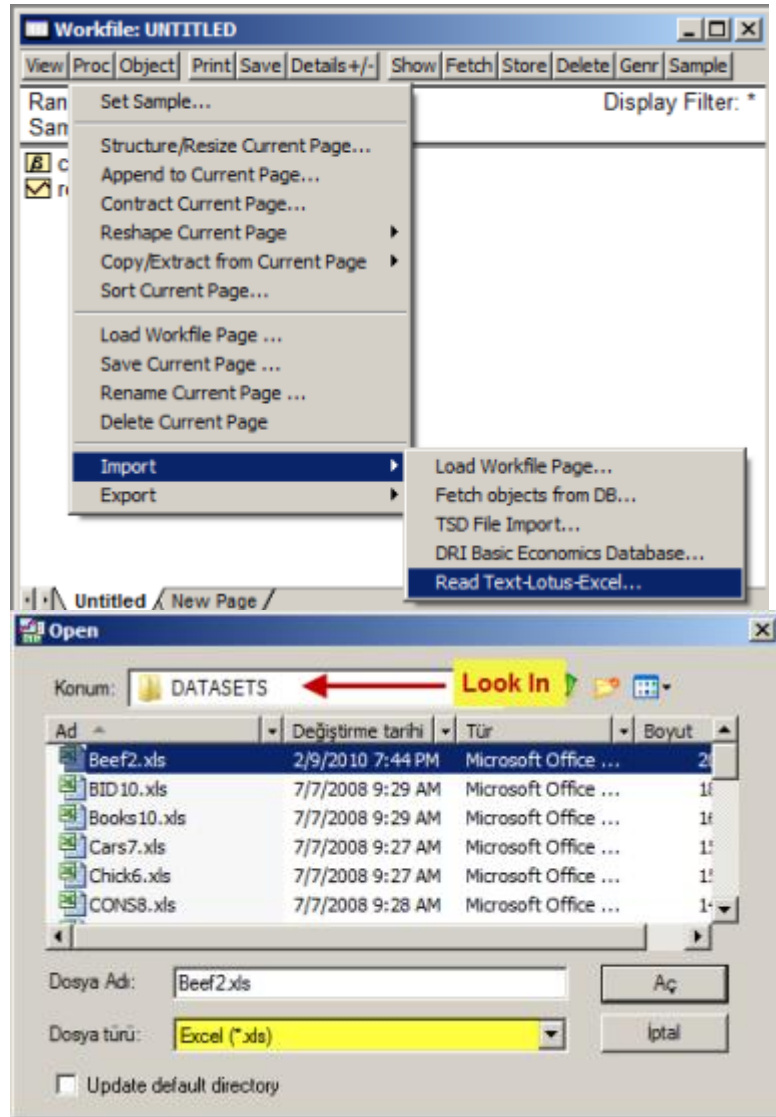 Workfile: UNTITLED
View Proc Object Print Save Details+/- Show Fetch Store Delete Genr Sample
Ran Display Filter: *
Sam
c
re
Set Sample...
Structure/Resize Current Page...
Append to Current Page...
Contract Current Page...
Reshape Current Page
Copy/Extract from Current Page
Sort Current Page...
Load Workfile Page ...
Save Current Page ...
Rename Current Page ...
Delete Current Page
Import
Export
Load Workfile Page...
Fetch objects from DB...
TSD File Import...
DRI Basic Economics Database...
Read Text-Lotus-Excel...
Untitled New Page
Open
Konum: DATASETS Look In
Ad Değiştirme tarihi Tür Boyut
Beef2.xls 2/9/2010 7:44 PM Microsoft Office ...
BID10.xls 7/7/2008 9:29 AM Microsoft Office ...
Books10.xls 7/7/2008 9:29 AM Microsoft Office ...
Cars7.xls 7/7/2008 9:27 AM Microsoft Office ...
Chick6.xls 7/7/2008 9:27 AM Microsoft Office ...
CONS8.xls 7/7/2008 9:28 AM Microsoft Office ...
Dosya Adı: Beef2.xls Aç
Dosya türü: Excel (*.xls) İptal
Update default directory